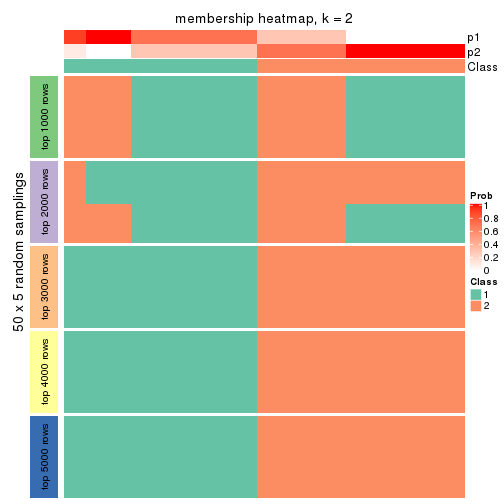 membership heatmap, k = 2
p1
p2
Class
top 1000 rows
top 2000 rows
top 3000 rows
top 4000 rows
top 5000 rows
50 x 5 random samplings
Prob
1
0.8
0.6
0.4
0.2
0
Class
1
2